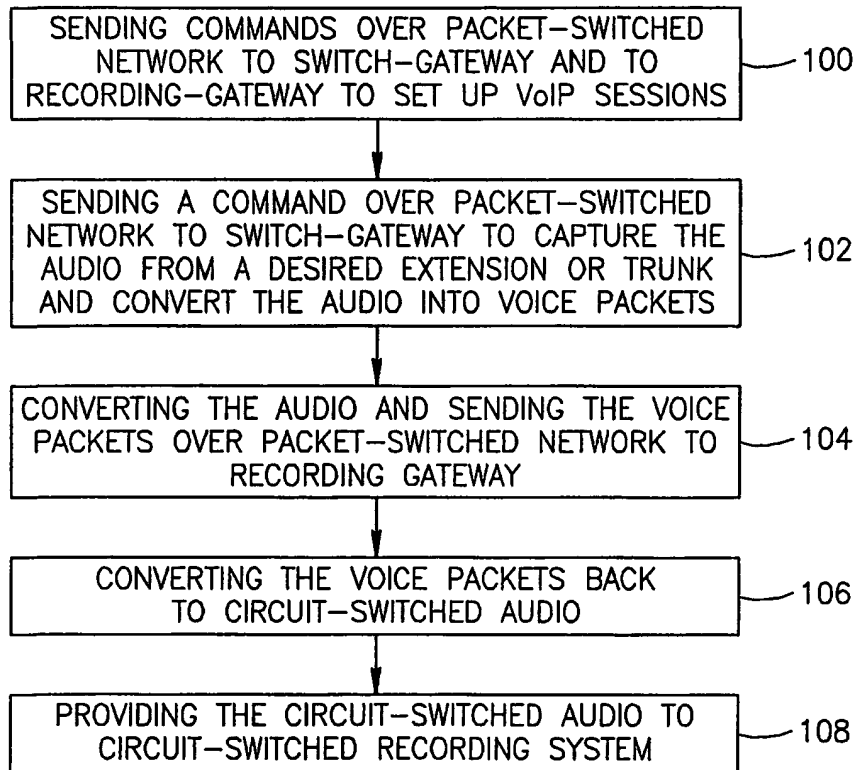 SENDING COMMANDS OVER PACKET-SWITCHED
NETWORK TO SWITCH-GATEWAY AND TO
RECORDING-GATEWAY TO SET UP VoIP SESSIONS
100
SENDING A COMMAND OVER PACKET-SWITCHED
NETWORK TO SWITCH-GATEWAY TO CAPTURE THE
AUDIO FROM A DESIRED EXTENSION OR TRUNK
AND CONVERT THE AUDIO INTO VOICE PACKETS
102
CONVERTING THE AUDIO AND SENDING THE VOICE
PACKETS OVER PACKET-SWITCHED NETWORK TO
RECORDING GATEWAY
104
CONVERTING THE VOICE PACKETS BACK
TO CIRCUIT-SWITCHED AUDIO
106
PROVIDING THE CIRCUIT-SWITCHED AUDIO TO
CIRCUIT-SWITCHED RECORDING SYSTEM
108